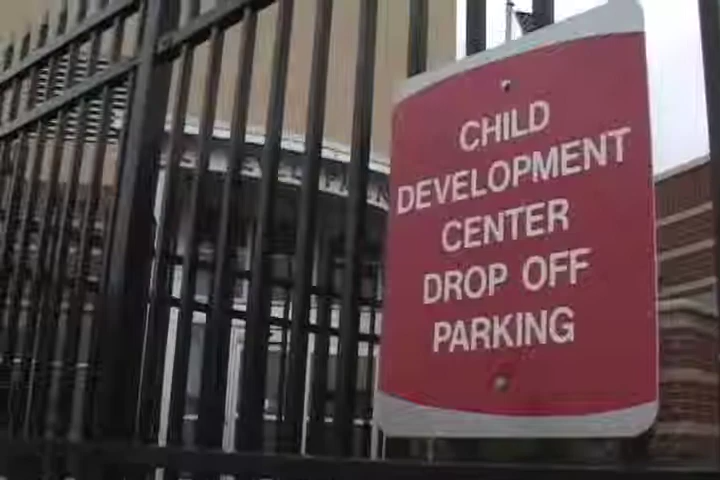 CHILD
DEVELOPMENT
CENTER
DROP OFF
PARKING